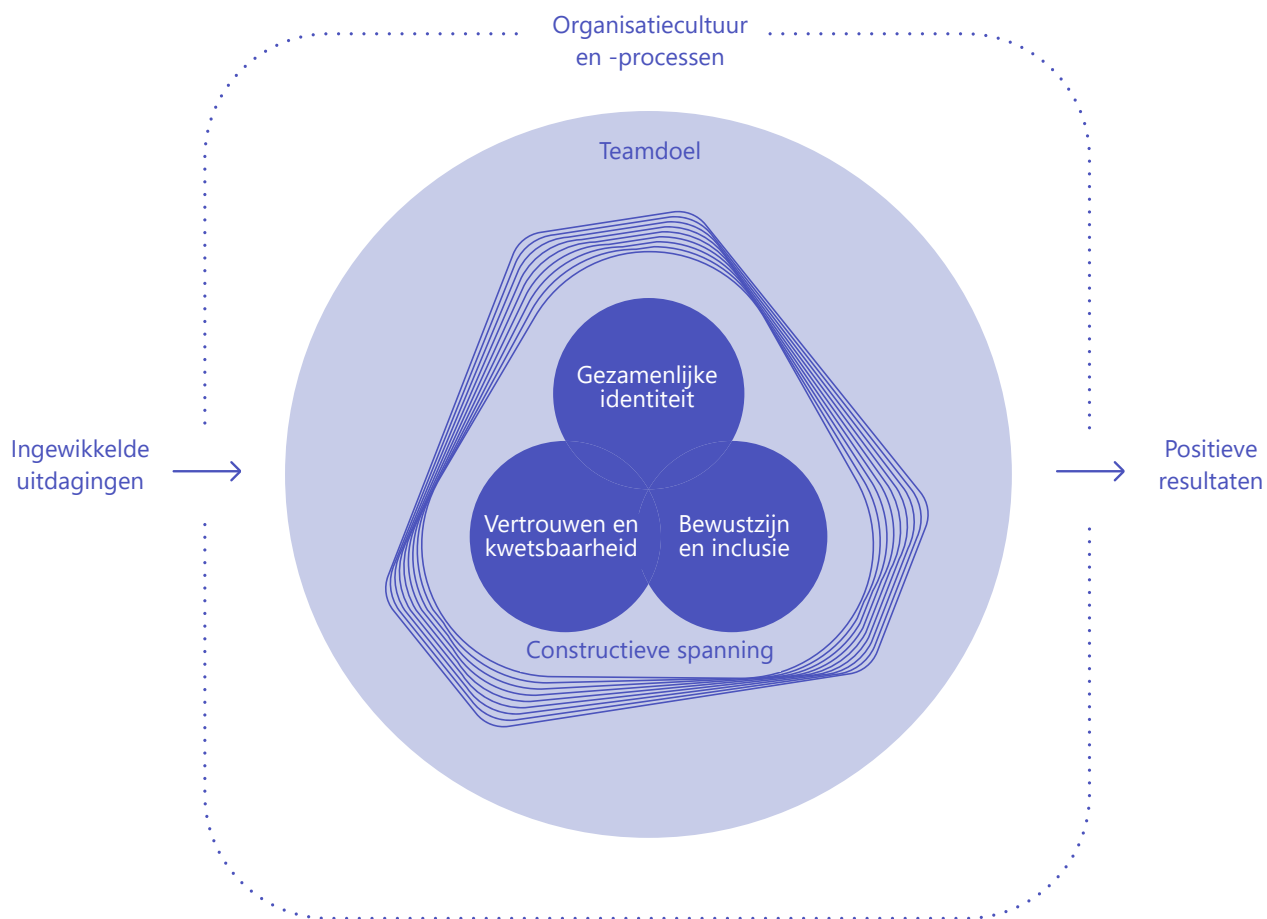 Organisatiecultuur
en -processen
Teamdoel
Gezamenlijke
identiteit
Ingewikkelde
uitdagingen
Positieve
resultaten
Vertrouwen en
kwetsbaarheid
Bewustzijn
en inclusie
Constructieve spanning